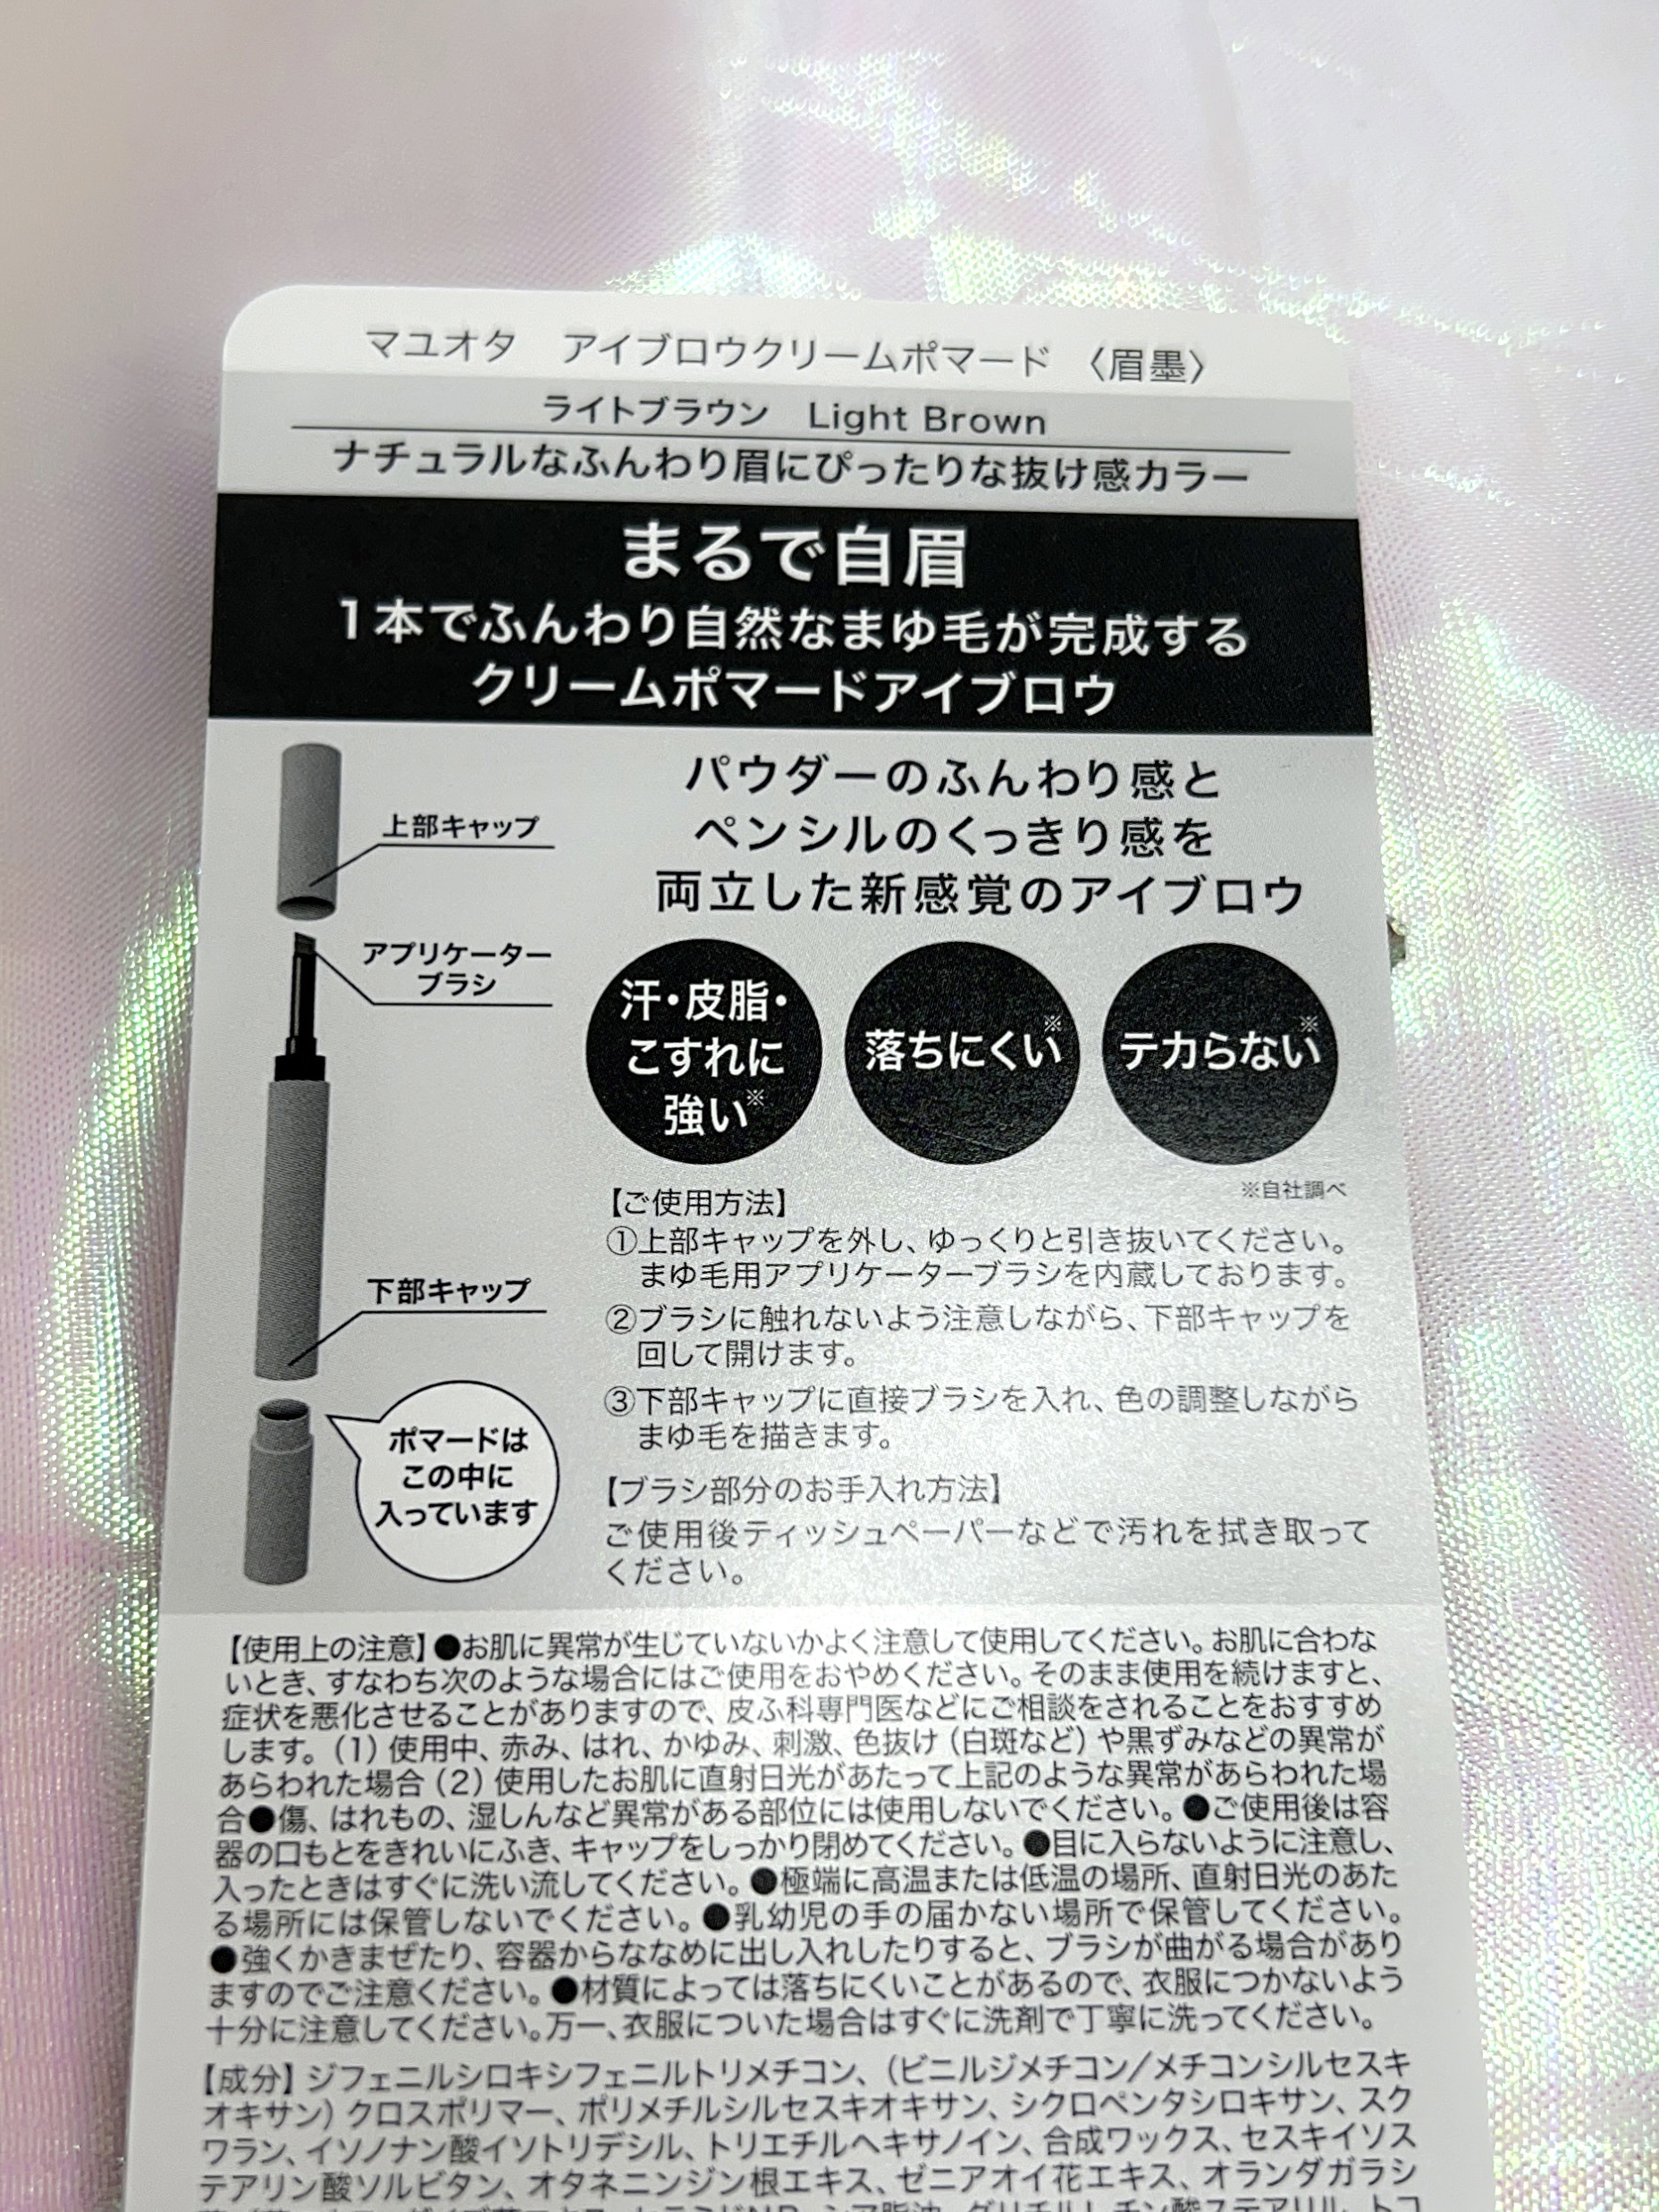 マユオタ　アイブロウクリームポマード　〈眉墨〉
ライトブラウン　Light Brown
ナチュラルなふんわり眉にぴったりな抜け感カラー
まるで自眉
1本でふんわり自然なまゆ毛が完成する
クリームポマードアイブロウ
上部キャップ
アプリケーター
ブラシ
下部キャップ
ポマードは
この中に
入っています
パウダーのふんわり感と
ペンシルのくっきり感を
両立した新感覚のアイブロウ
汗・皮脂・
こすれに
強い※
落ちにくい※
テカらない※
※自社調べ
【ご使用方法】
①上部キャップを外し、ゆっくりと引き抜いてください。
まゆ毛用アプリケーターブラシを内蔵しております。
②ブラシに触れないよう注意しながら、下部キャップを
回して開けます。
③下部キャップに直接ブラシを入れ、色の調整しながら
まゆ毛を描きます。
【ブラシ部分のお手入れ方法】
ご使用後ティッシュペーパーなどで汚れを拭き取って
ください。
【使用上の注意】●お肌に異常が生じていないかよく注意して使用してください。お肌に合わな
いとき、すなわち次のような場合にはご使用をおやめください。そのまま使用を続けますと、
症状を悪化させることがありますので、皮ふ科専門医などにご相談をされることをおすすめ
します。（1）使用中、赤み、はれ、かゆみ、刺激、色抜け（白斑など）や黒ずみなどの異常が
あらわれた場合（2）使用したお肌に直射日光があたって上記のような異常があらわれた場
合●傷、はれもの、湿しんなど異常がある部位には使用しないでください。●ご使用後は容
器の口もとをきれいにふき、キャップをしっかり閉めてください。●目に入らないように注意し、
入ったときはすぐに洗い流してください。●極端に高温または低温の場所、直射日光のあた
る場所には保管しないでください。●乳幼児の手の届かない場所で保管してください。
●強くかきまぜたり、容器からななめに出し入れしたりすると、ブラシが曲がる場合があり
ますのでご注意ください。●材質によっては落ちにくいことがあるので、衣服につかないよう
十分に注意してください。万一、衣服についた場合はすぐに洗剤で丁寧に洗ってください。
【成分】ジフェニルシロキシフェニルトリメチコン、（ビニルジメチコン/メチコンシルセスキ
オキサン）クロスポリマー、ポリメチルシルセスキオキサン、シクロペンタシロキサン、スク
ワラン、イソノナン酸イソトリデシル、トリエチルヘキサノイン、合成ワックス、セスキイソス
テアリン酸ソルビタン、オタネニンジン根エキス、ゼニアオイ花エキス、オランダガラシ